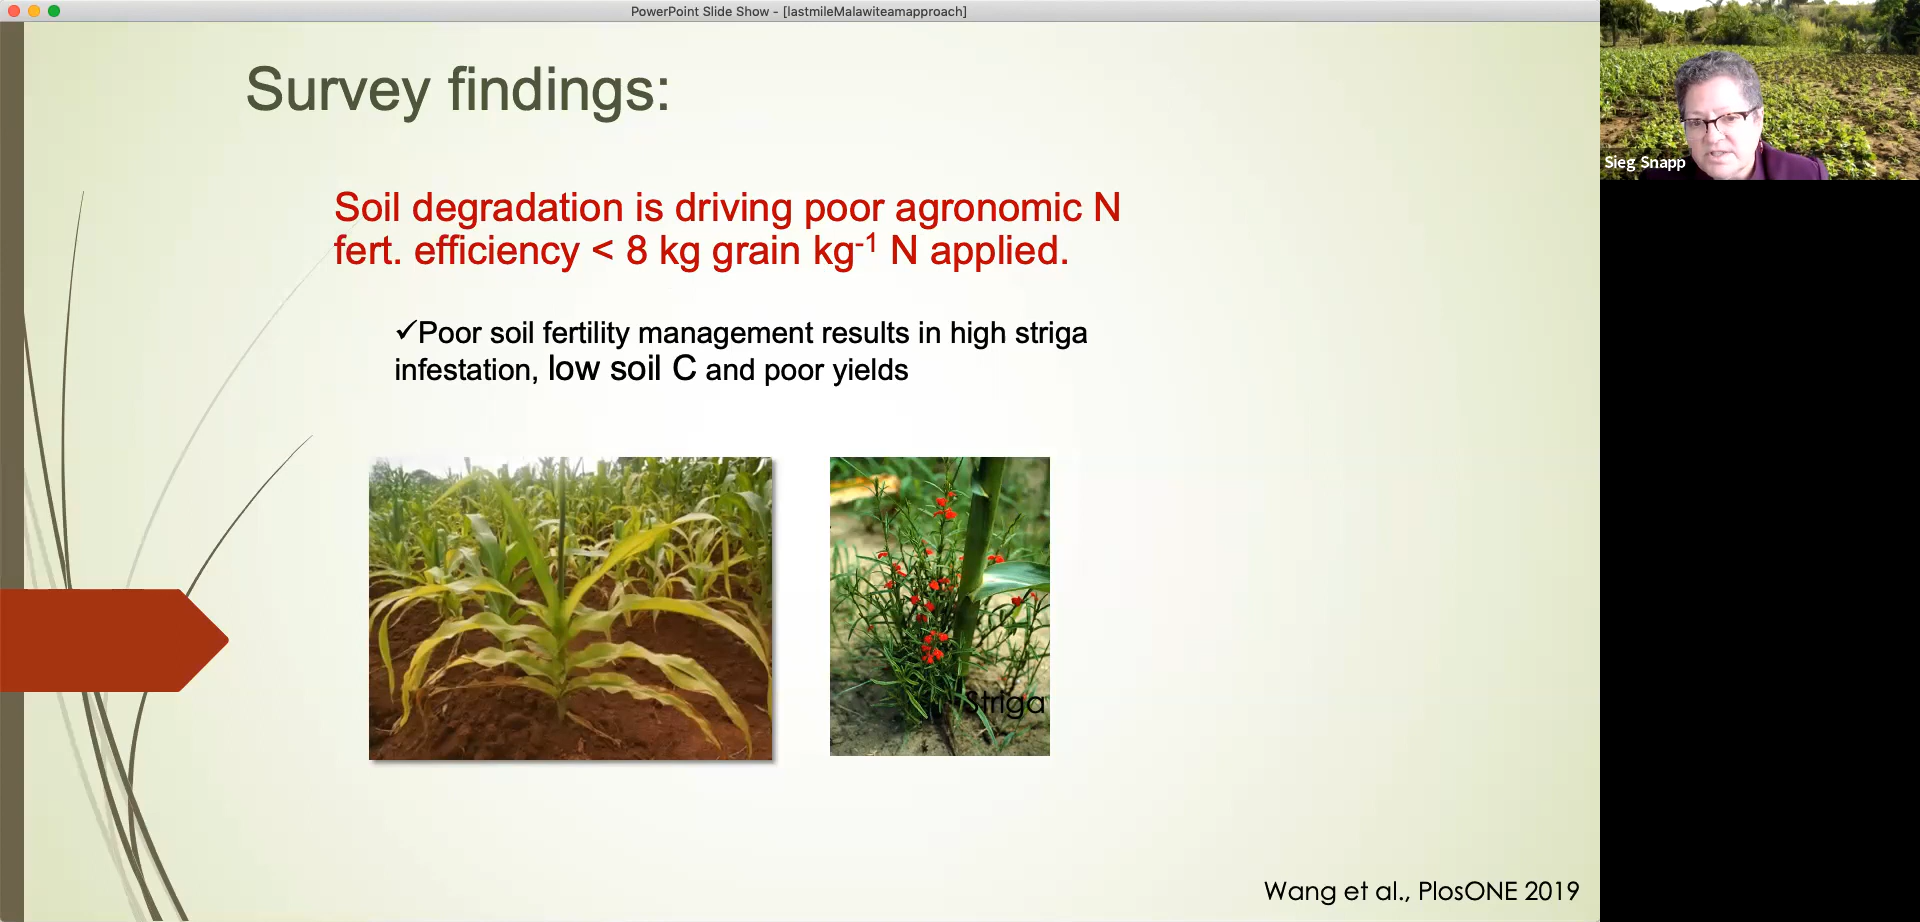 PowerPoint Slide Show - [lastmileMalawiteamapproach]
Survey findings:
Sieg Snapp
Soil degradation is driving poor agronomic N
fert. efficiency < 8 kg grain kg⁻¹ N applied.
✓Poor soil fertility management results in high striga
infestation, low soil C and poor yields
Striga
Wang et al., PlosONE 2019